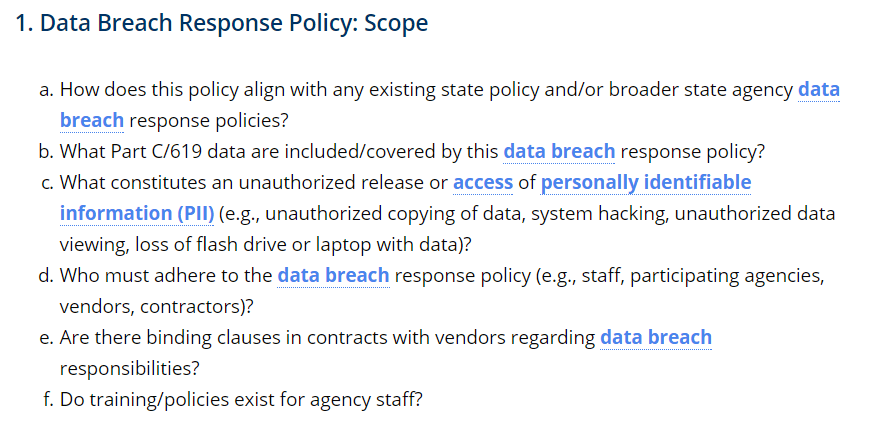 1. Data Breach Response Policy: Scope
a. How does this policy align with any existing state policy and/or broader state agency data
breach response policies?
b. What Part C/619 data are included/covered by this data breach response policy?
c. What constitutes an unauthorized release or access of personally identifiable
information (PII) (e.g., unauthorized copying of data, system hacking, unauthorized data
viewing, loss of flash drive or laptop with data)?
d. Who must adhere to the data breach response policy (e.g., staff, participating agencies,
vendors, contractors)?
e. Are there binding clauses in contracts with vendors regarding data breach
responsibilities?
f. Do training/policies exist for agency staff?